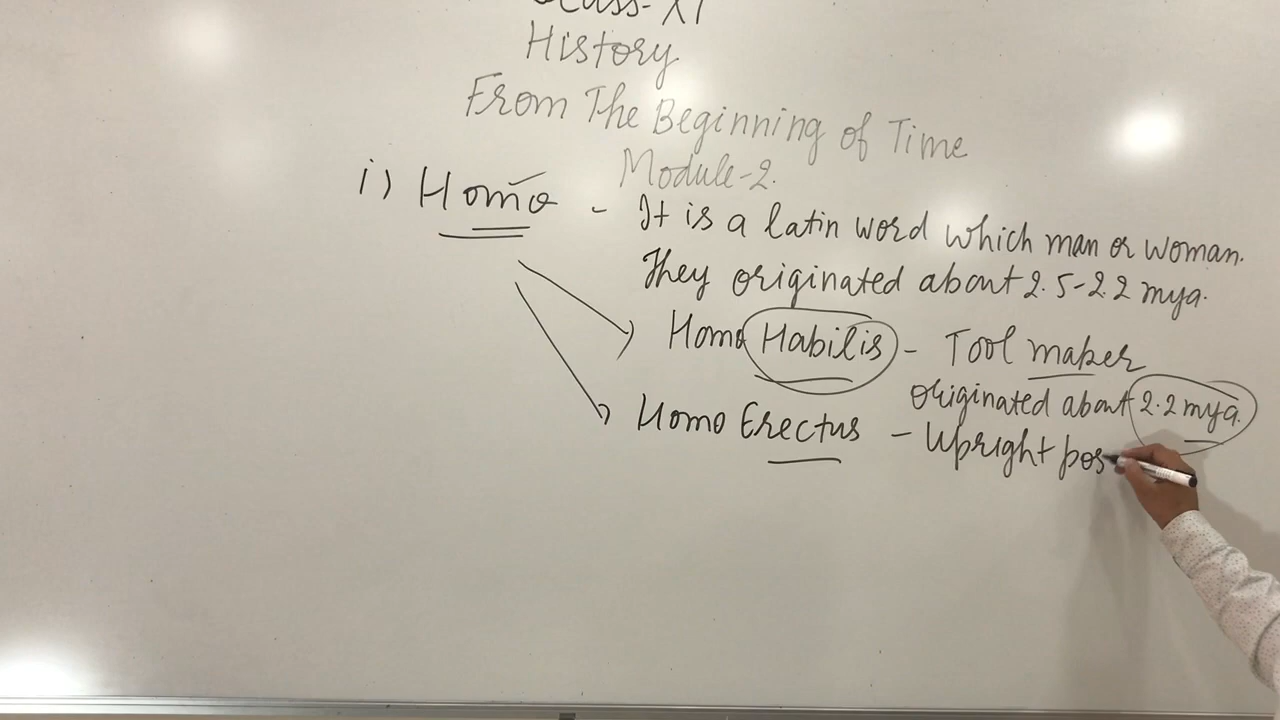 Class-XI
History
From The Beginning of Time
Module-2.
i) Homo - It is a latin word which man or woman.
They originated about 2.5-2.2 mya.
Homo Habilis - Tool maker
originated about 2.2 mya.
Homo Erectus - Upright pos